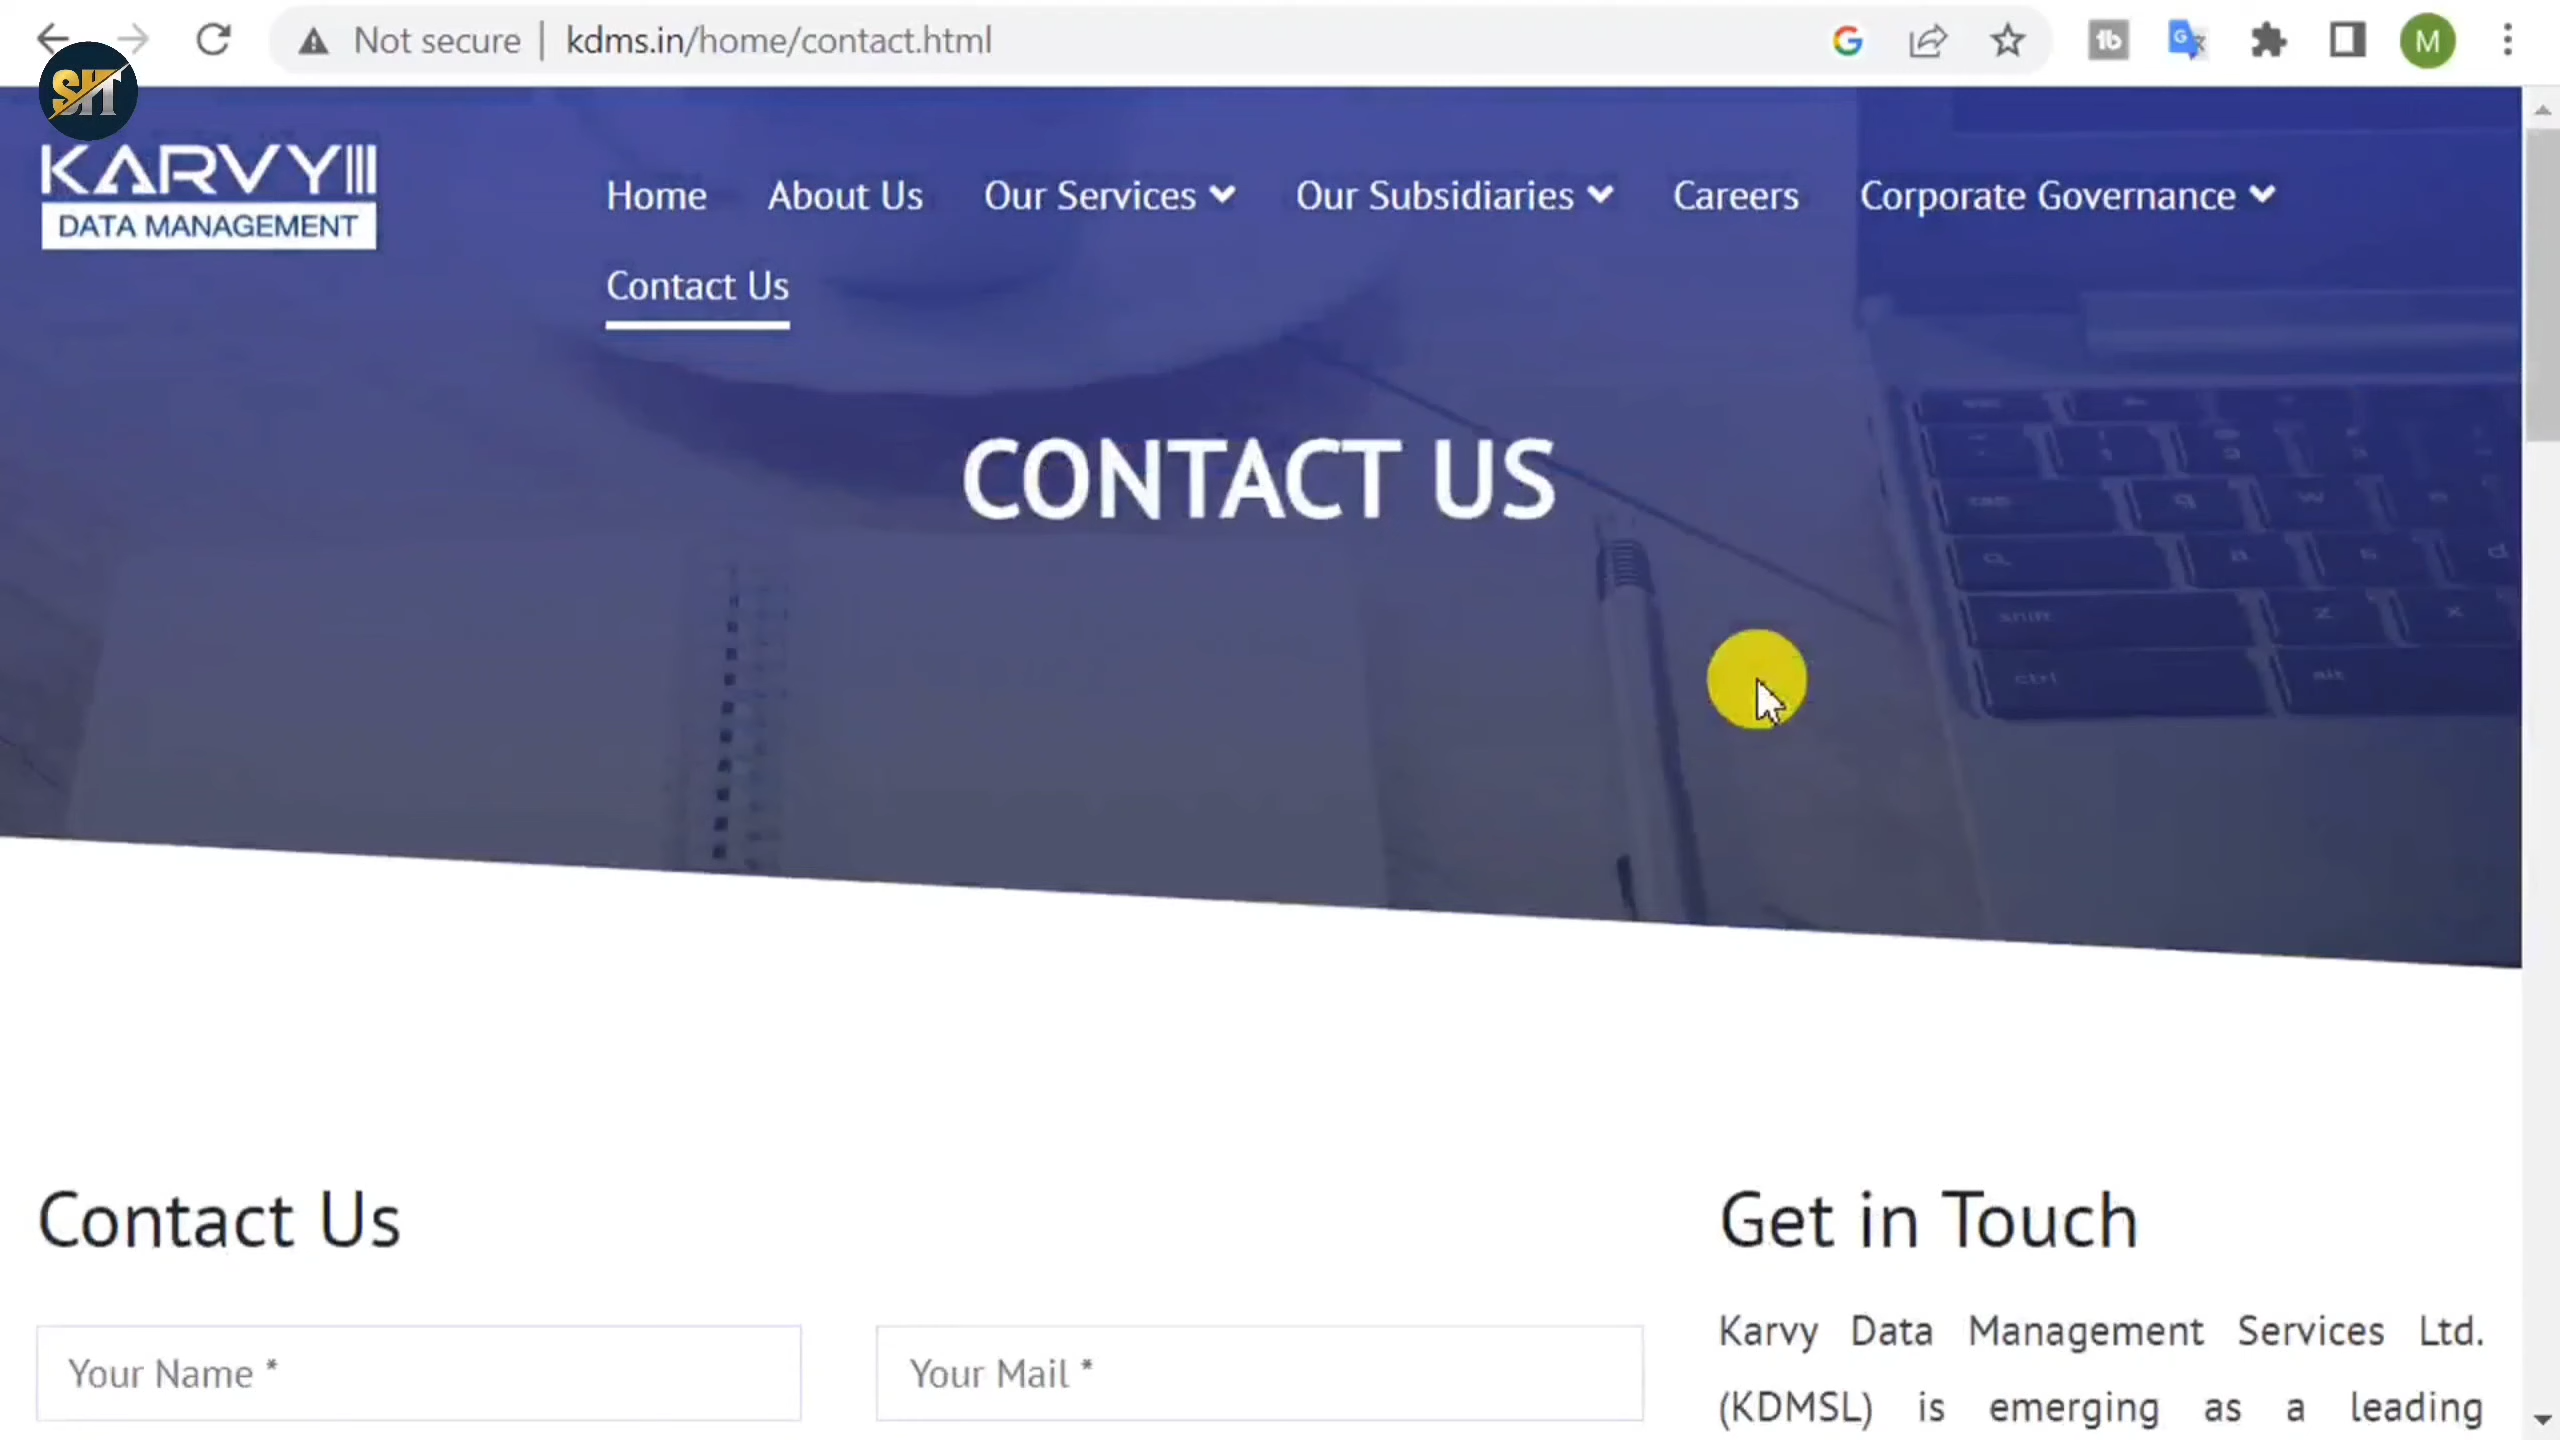 Not secure | kdms.in/home/contact.html
M
SIT
KARVY
DATA MANAGEMENT
Home About Us Our Services Our Subsidiaries Careers Corporate Governance
Contact Us
CONTACT US
Contact Us
Your Name *
Your Mail *
Get in Touch
Karvy Data Management Services Ltd.
(KDMSL) is emerging as a leading